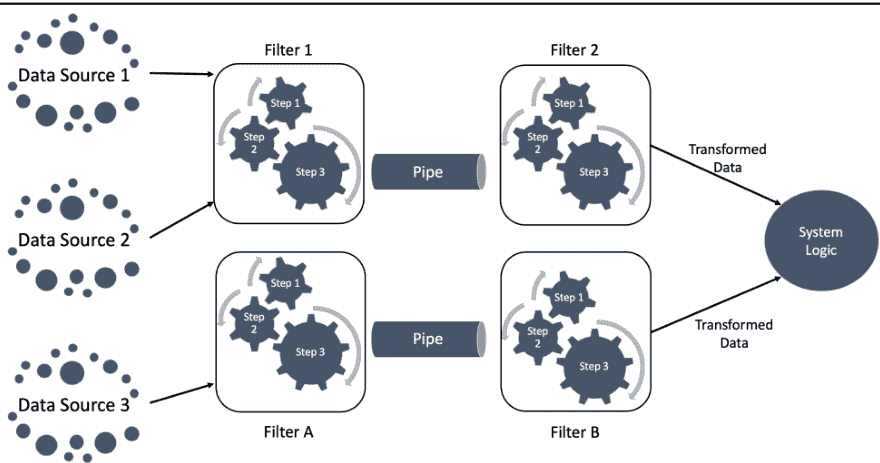 Data Source 1
Data Source 2
Data Source 3
Filter 1
Step 1
Step
2
Step 3
Pipe
Filter 2
Step 1
Step
2
Step 3
Transformed
Data
Step 1
Step
2
Step 3
Filter A
Pipe
Step 1
Step
2
Step 3
Filter B
Transformed
Data
System
Logic